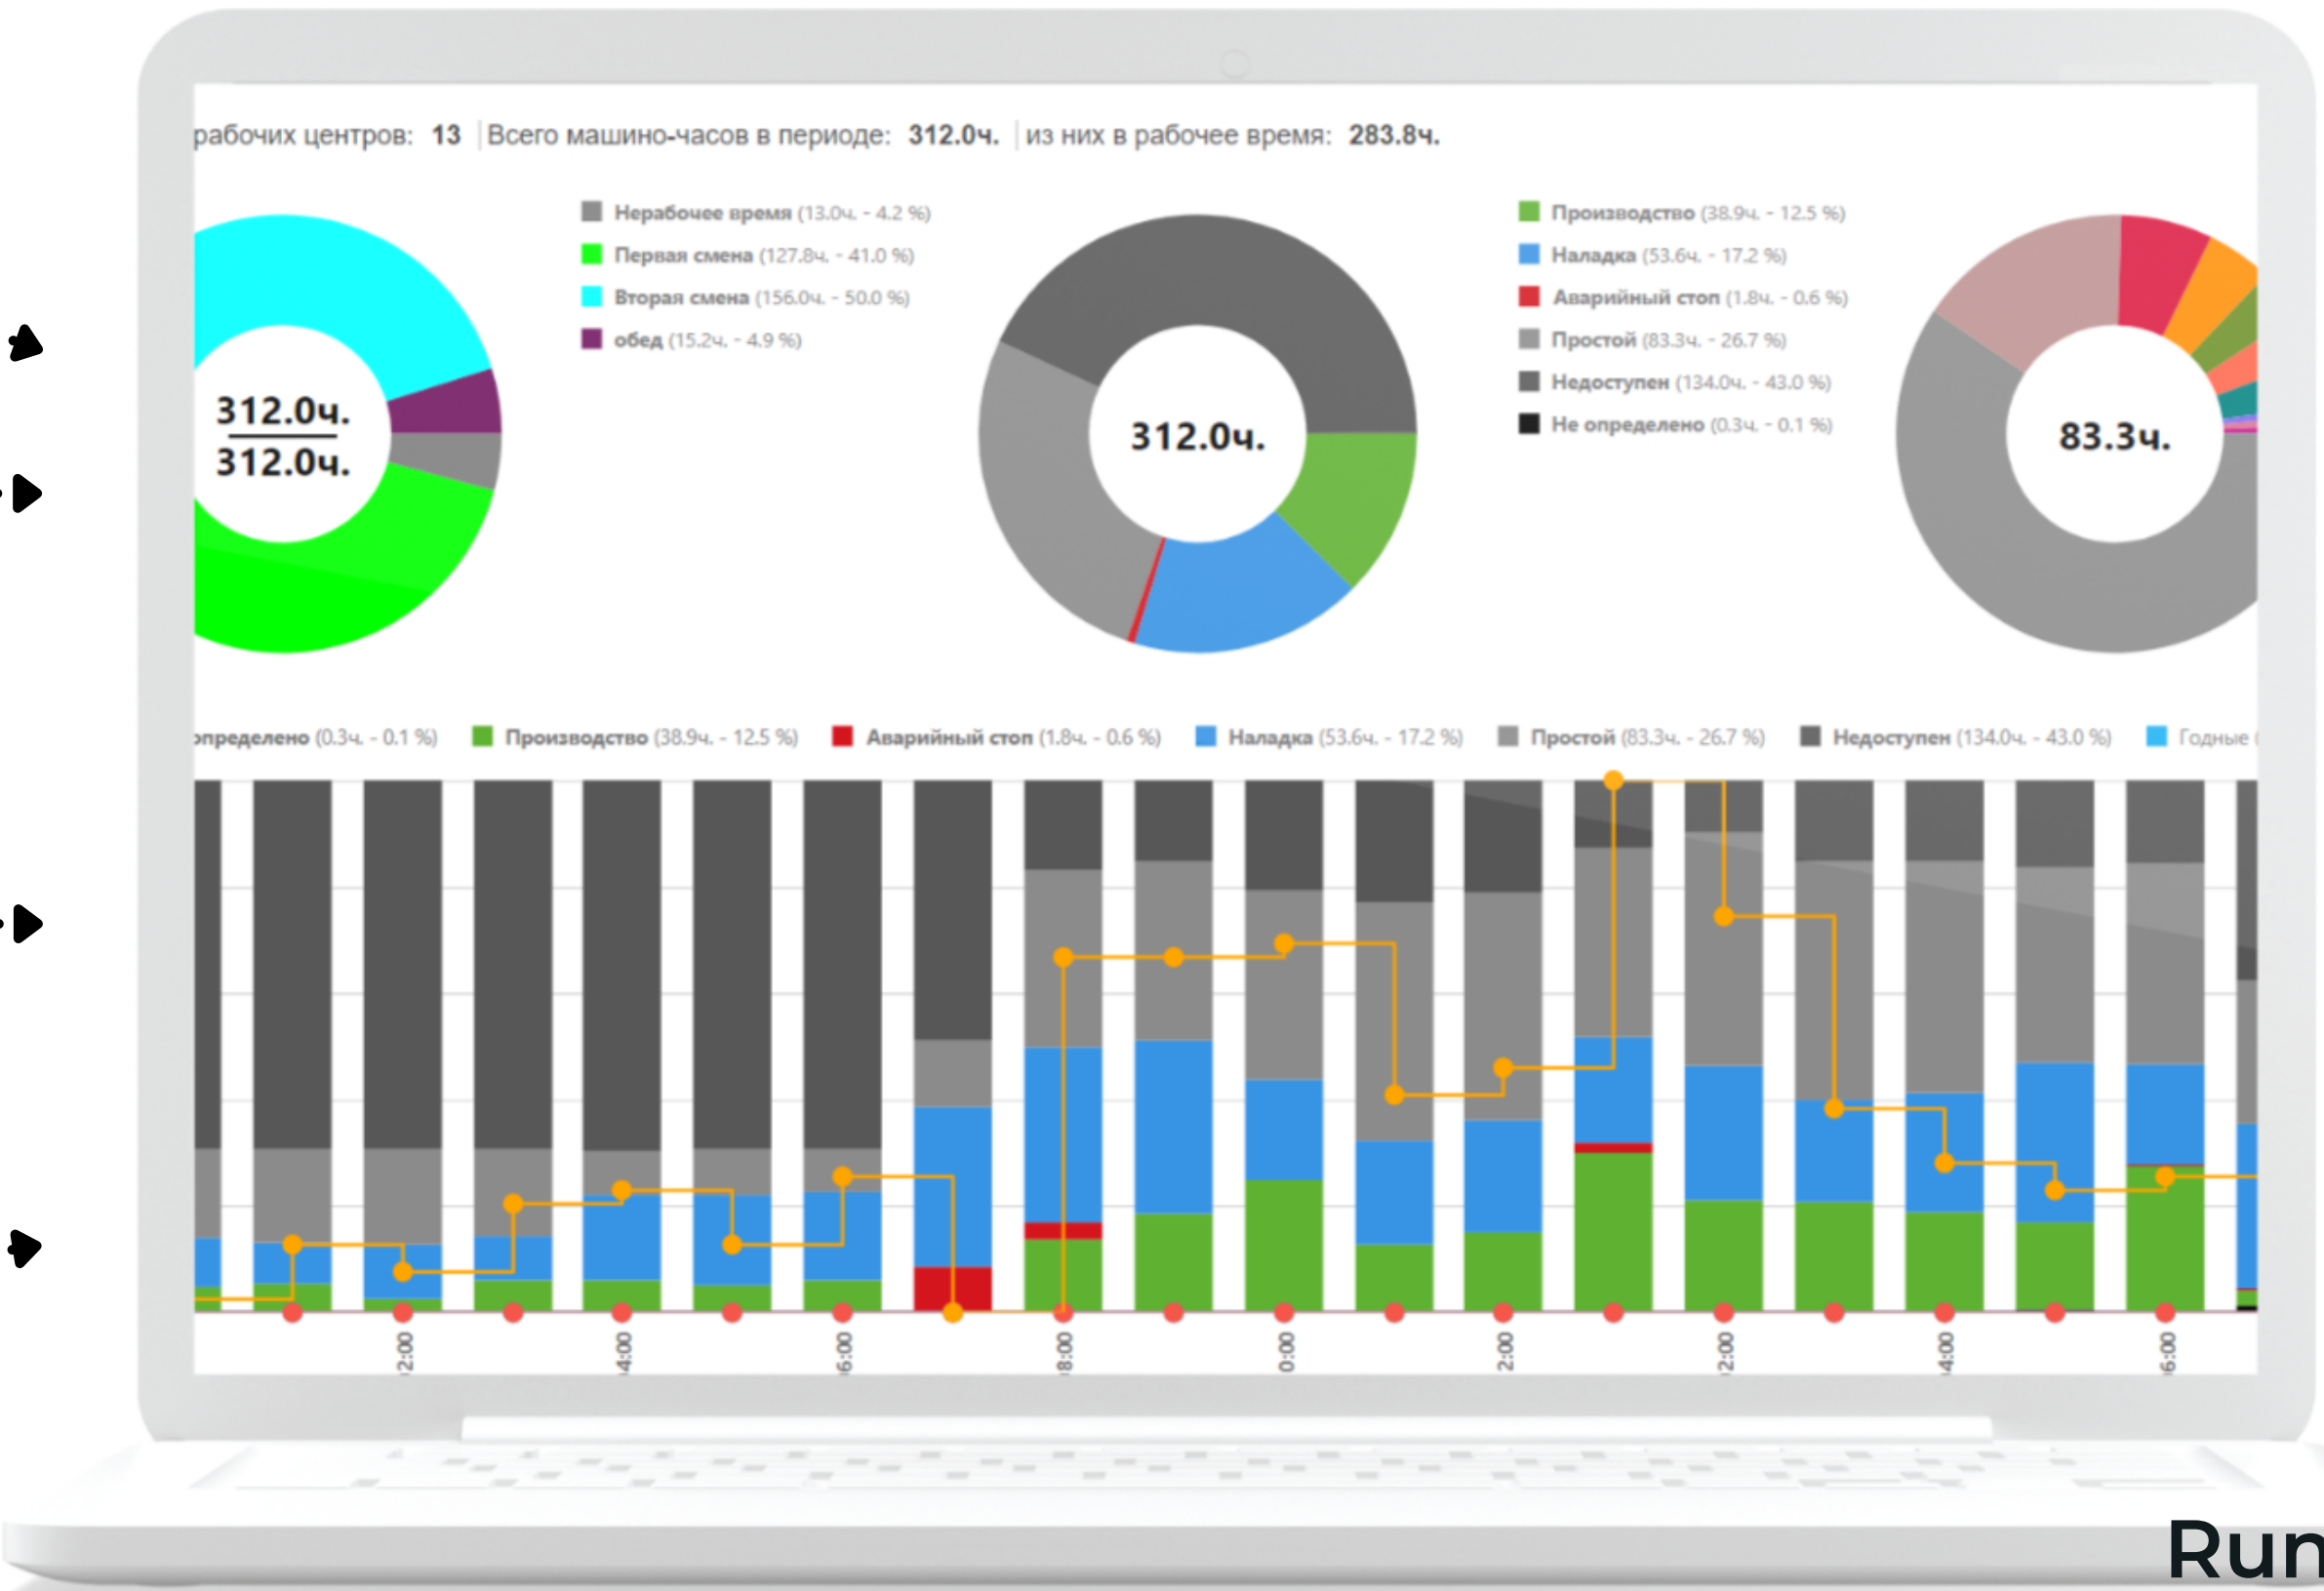 рабочих центров: 13 Всего машино-часов в периоде: 312.0ч. из них в рабочее время: 283.8ч.
312.0ч.
312.0ч.
Нерабочее время (13.0ч. - 4.2 %)
Первая смена (127.8ч. - 41.0 %)
Вторая смена (156.0ч. - 50.0 %)
обед (15.2ч. - 4.9 %)
312.0ч.
Производство (38.9ч. - 12.5 %)
Наладка (53.6ч. - 17.2 %)
Аварийный стоп (1.8ч. - 0.6 %)
Простой (83.3ч. - 26.7 %)
Недоступен (134.0ч. - 43.0 %)
Не определено (0.3ч. - 0.1 %)
83.3ч.
определено (0.3ч. - 0.1 %) Производство (38.9ч. - 12.5 %) Аварийный стоп (1.8ч. - 0.6 %) Наладка (53.6ч. - 17.2 %) Простой (83.3ч. - 26.7 %) Недоступен (134.0ч. - 43.0 %) Годные (
2:00 4:00 6:00 8:00 0:00 2:00 2:00 4:00 6:00
Run